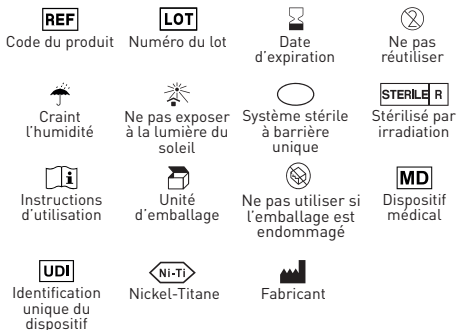 REF
Code du produit
LOT
Numéro du lot
Date
d'expiration
2
Ne pas
réutiliser
Craint
l'humidité
Ne pas exposer
à la lumière du
soleil
Système stérile
à barrière
unique
STERILE R
Stérilisé par
irradiation
i
Instructions
d'utilisation
Unité
d'emballage
Ne pas utiliser si
l'emballage est
endommagé
MD
Dispositif
médical
UDI
Identification
unique du
dispositif
Ni-Ti
Nickel-Titane
Fabricant